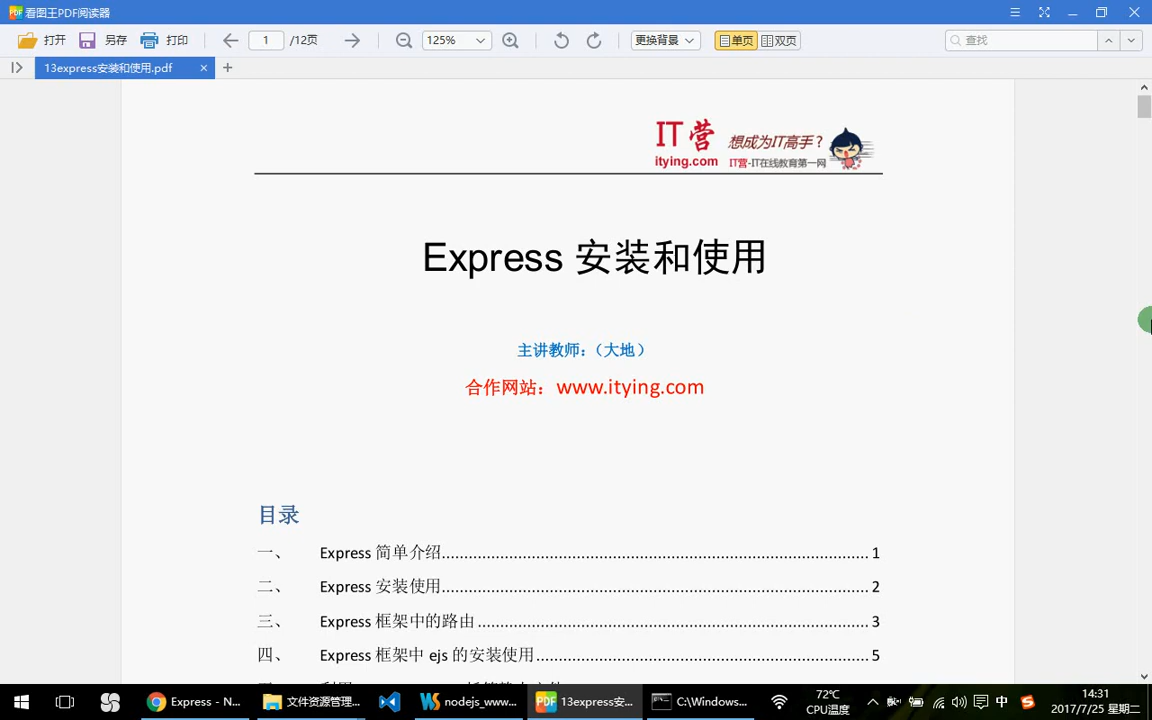 看图王PDF阅读器
打开 另存 打印 1 /12页 125% 更换背景 单页 双页 查找
13express安装和使用.pdf
IT营
itying.com
想成为IT高手?
IT营-IT在线教育第一网
Express 安装和使用
主讲教师:(大地)
合作网站:www.itying.com
目录
一、 Express 简单介绍 1
二、 Express 安装使用 2
三、 Express 框架中的路由 3
四、 Express 框架中 ejs 的安装使用 5
Express - N...
文件资源管理...
nodejs_www...
13express安...
C:\Windows...
72℃
CPU温度
中
14:31
2017/7/25 星期二